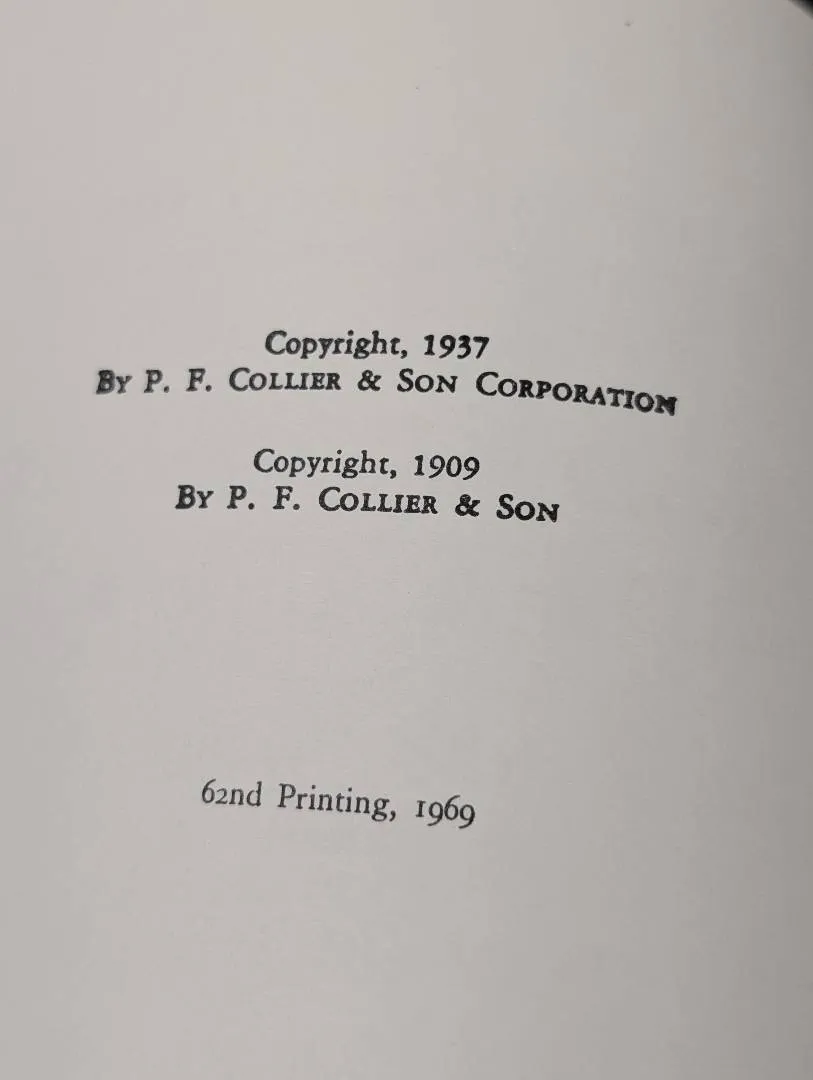 Copyright, 1937
By P. F. Collier & Son Corporation
Copyright, 1909
By P. F. Collier & Son
62nd Printing, 1969